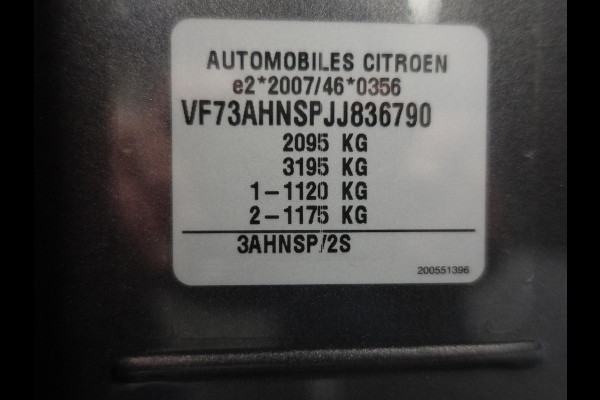 AUTOMOBILES CITROEN
e2*2007/46*0356
VF73AHNSPJJ836790
2095 KG
3195 KG
1-1120 KG
2-1175 KG
3AHNSP/2S
200551396